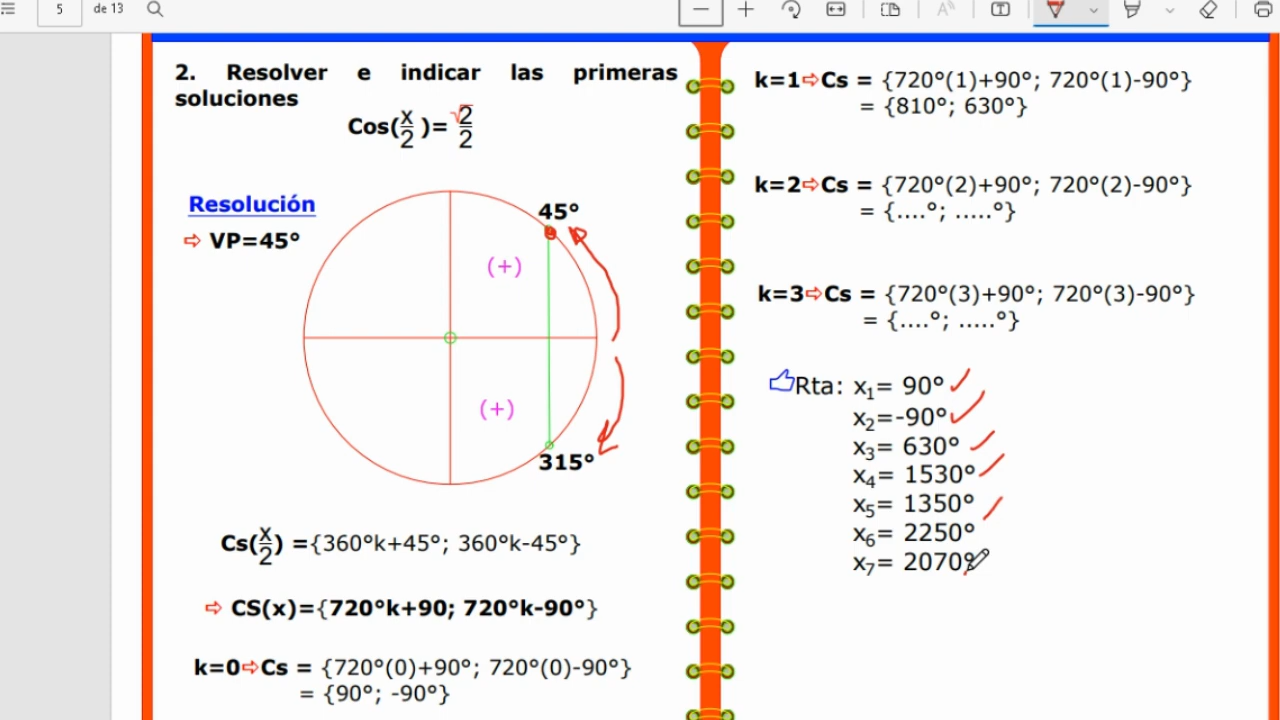 5 de 13
2. Resolver e indicar las primeras
soluciones
Cos(x/2)=√2/2
Resolución
⇨ VP=45°
45°
(+)
(+)
315°
Cs(x/2) ={360°k+45°; 360°k-45°}
⇨ CS(x)={720°k+90; 720°k-90°}
k=0⇨Cs = {720°(0)+90°; 720°(0)-90°}
= {90°; -90°}
k=1⇨Cs = {720°(1)+90°; 720°(1)-90°}
= {810°; 630°}
k=2⇨Cs = {720°(2)+90°; 720°(2)-90°}
= {....°; .....°}
k=3⇨Cs = {720°(3)+90°; 720°(3)-90°}
= {....°; .....°}
Rta: x₁= 90°
x₂=-90°
x₃= 630°
x₄= 1530°
x₅= 1350°
x₆= 2250°
x₇= 2070°